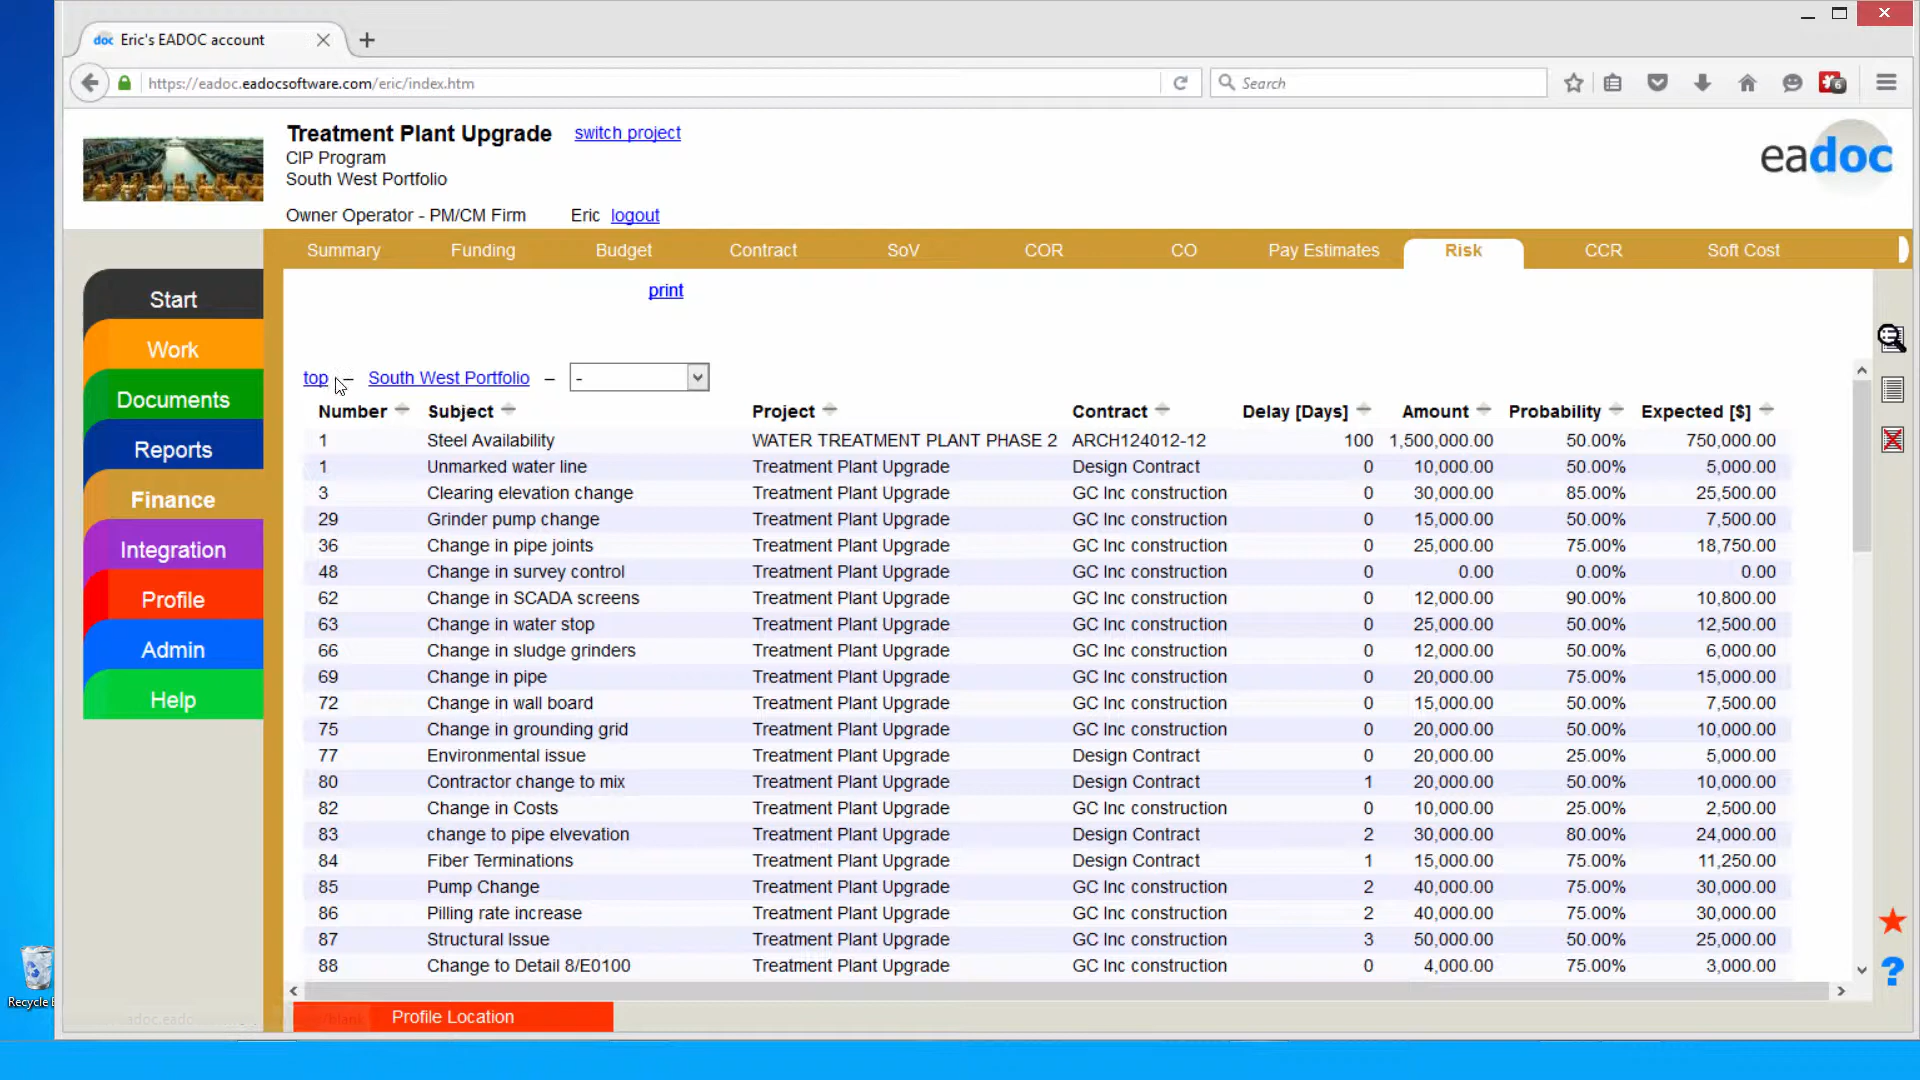 doc Eric's EADOC account
https://eadoc.eadocsoftware.com/eric/index.htm
Search
6
Treatment Plant Upgrade switch project
CIP Program
South West Portfolio
Owner Operator - PM/CM Firm Eric logout
eadoc
Summary Funding Budget Contract SoV COR CO Pay Estimates Risk CCR Soft Cost
Start
Work
Documents
Reports
Finance
Integration
Profile
Admin
Help
print
top – South West Portfolio – -
Number Subject Project Contract Delay [Days] Amount Probability Expected [$]
1 Steel Availability WATER TREATMENT PLANT PHASE 2 ARCH124012-12 100 1,500,000.00 50.00% 750,000.00
1 Unmarked water line Treatment Plant Upgrade Design Contract 0 10,000.00 50.00% 5,000.00
3 Clearing elevation change Treatment Plant Upgrade GC Inc construction 0 30,000.00 85.00% 25,500.00
29 Grinder pump change Treatment Plant Upgrade GC Inc construction 0 15,000.00 50.00% 7,500.00
36 Change in pipe joints Treatment Plant Upgrade GC Inc construction 0 25,000.00 75.00% 18,750.00
48 Change in survey control Treatment Plant Upgrade GC Inc construction 0 0.00 0.00% 0.00
62 Change in SCADA screens Treatment Plant Upgrade GC Inc construction 0 12,000.00 90.00% 10,800.00
63 Change in water stop Treatment Plant Upgrade GC Inc construction 0 25,000.00 50.00% 12,500.00
66 Change in sludge grinders Treatment Plant Upgrade GC Inc construction 0 12,000.00 50.00% 6,000.00
69 Change in pipe Treatment Plant Upgrade GC Inc construction 0 20,000.00 75.00% 15,000.00
72 Change in wall board Treatment Plant Upgrade GC Inc construction 0 15,000.00 50.00% 7,500.00
75 Change in grounding grid Treatment Plant Upgrade GC Inc construction 0 20,000.00 50.00% 10,000.00
77 Environmental issue Treatment Plant Upgrade Design Contract 0 20,000.00 25.00% 5,000.00
80 Contractor change to mix Treatment Plant Upgrade Design Contract 1 20,000.00 50.00% 10,000.00
82 Change in Costs Treatment Plant Upgrade GC Inc construction 0 10,000.00 25.00% 2,500.00
83 change to pipe elvevation Treatment Plant Upgrade Design Contract 2 30,000.00 80.00% 24,000.00
84 Fiber Terminations Treatment Plant Upgrade Design Contract 1 15,000.00 75.00% 11,250.00
85 Pump Change Treatment Plant Upgrade GC Inc construction 2 40,000.00 75.00% 30,000.00
86 Pilling rate increase Treatment Plant Upgrade GC Inc construction 2 40,000.00 75.00% 30,000.00
87 Structural Issue Treatment Plant Upgrade GC Inc construction 3 50,000.00 50.00% 25,000.00
88 Change to Detail 8/E0100 Treatment Plant Upgrade GC Inc construction 0 4,000.00 75.00% 3,000.00
Recycle
Profile Location